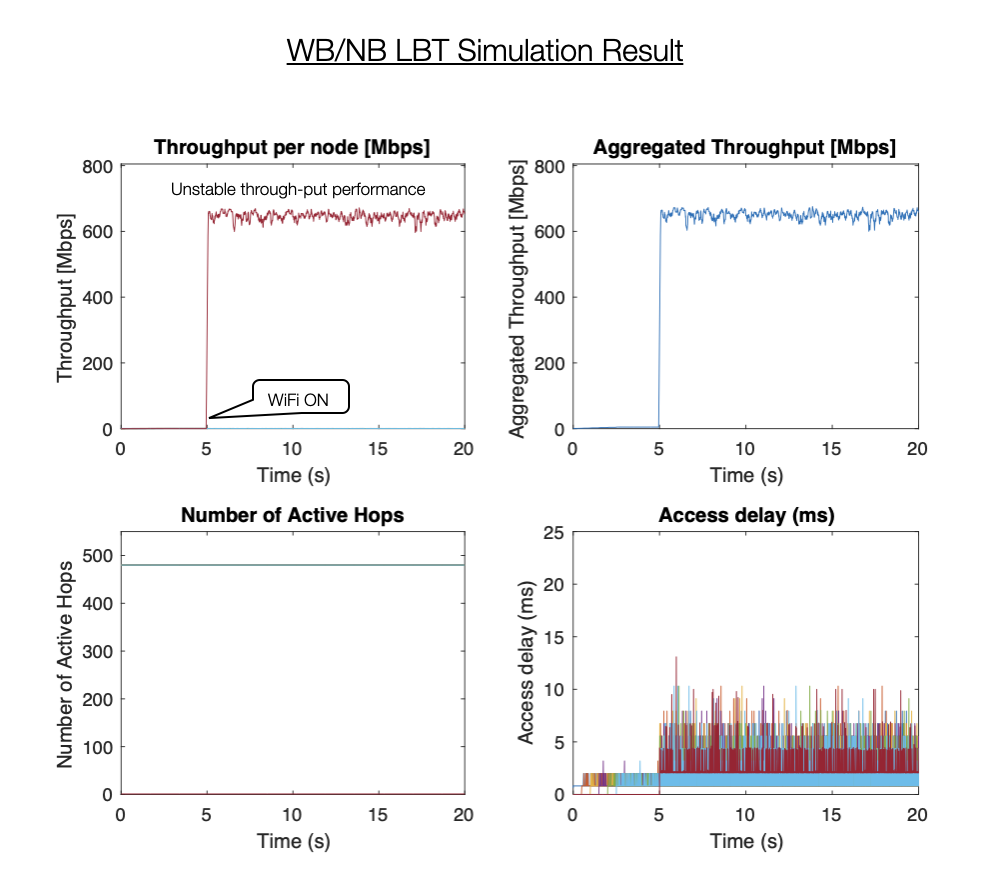 WB/NB LBT Simulation Result
Throughput per node [Mbps]
Throughput [Mbps]
800
600
400
200
0
Unstable through-put performance
WiFi ON
0 5 10 15 20
Time (s)
Aggregated Throughput [Mbps]
Aggregated Throughput [Mbps]
800
600
400
200
0
0 5 10 15 20
Time (s)
Number of Active Hops
Number of Active Hops
500
400
300
200
100
0
0 5 10 15 20
Time (s)
Access delay (ms)
Access delay (ms)
25
20
15
10
5
0
0 5 10 15 20
Time (s)